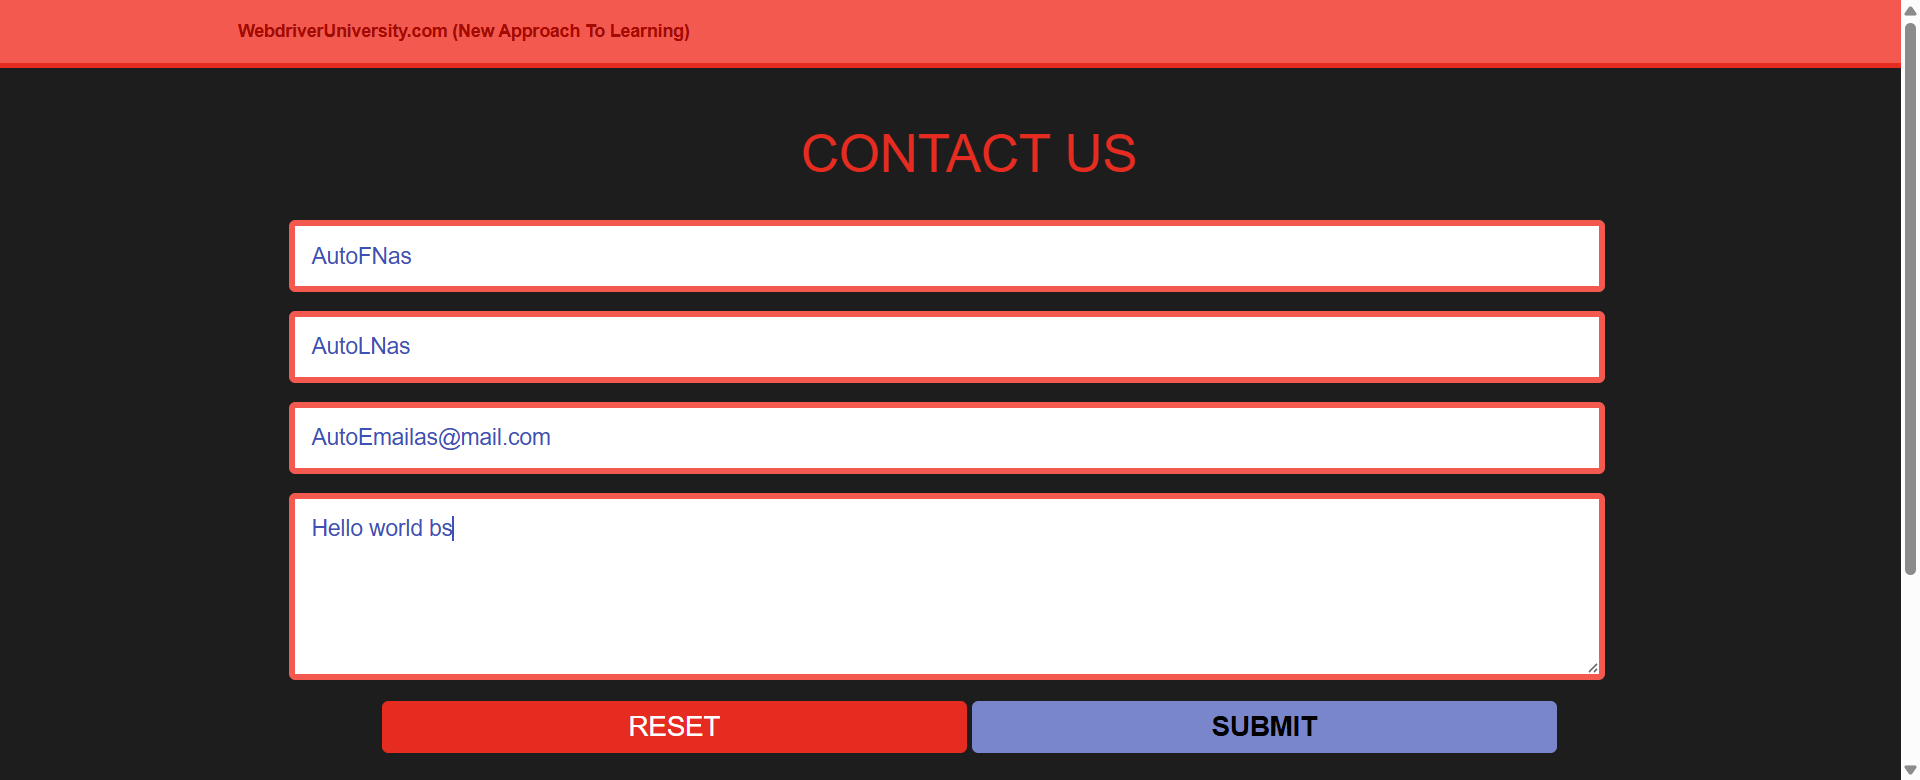 WebdriverUniversity.com (New Approach To Learning)
CONTACT US
AutoFNas
AutoLNas
AutoEmailas@mail.com
Hello world bs
RESET
SUBMIT